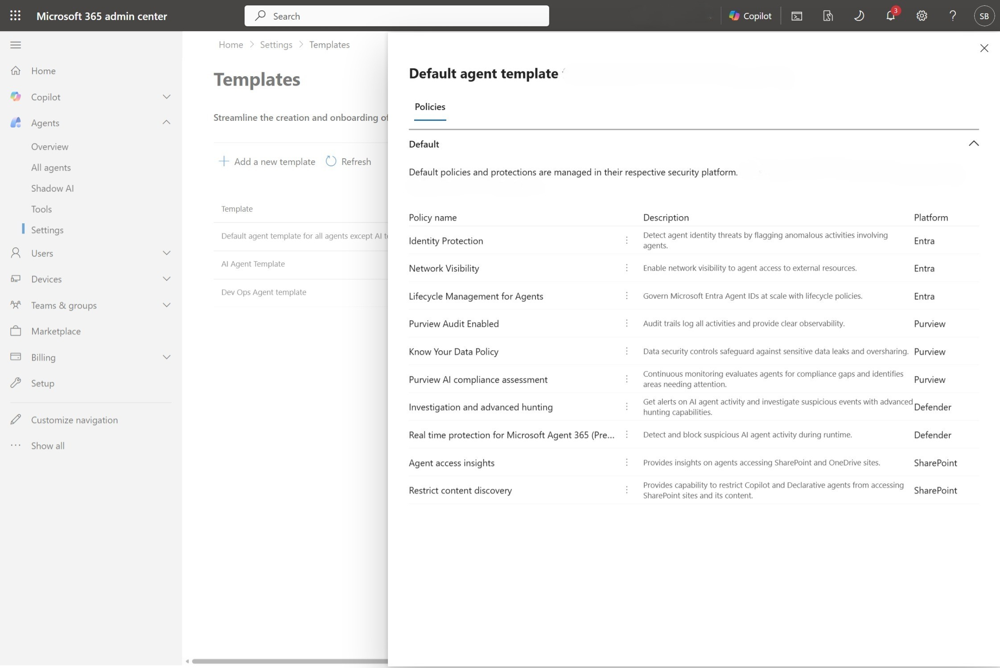 Microsoft 365 admin center
Search
Copilot
3
SB
Home
Copilot
Agents
Overview
All agents
Shadow AI
Tools
Settings
Users
Devices
Teams & groups
Marketplace
Billing
Setup
Customize navigation
Show all
Home > Settings > Templates
Templates
Streamline the creation and onboarding of
Add a new template
Refresh
Template
Default agent template for all agents except AI
AI Agent Template
Dev Ops Agent template
Default agent template
Policies
Default
Default policies and protections are managed in their respective security platform.
Policy name Description Platform
Identity Protection
Detect agent identity threats by flagging anomalous activities involving
agents.
Entra
Network Visibility
Enable network visibility to agent access to external resources.
Entra
Lifecycle Management for Agents
Govern Microsoft Entra Agent IDs at scale with lifecycle policies.
Entra
Purview Audit Enabled
Audit trails log all activities and provide clear observability.
Purview
Know Your Data Policy
Data security controls safeguard against sensitive data leaks and oversharing.
Purview
Purview AI compliance assessment
Continuous monitoring evaluates agents for compliance gaps and identifies
areas needing attention.
Purview
Investigation and advanced hunting
Get alerts on AI agent activity and investigate suspicious events with advanced
hunting capabilities.
Defender
Real time protection for Microsoft Agent 365 (Pre...
Detect and block suspicious AI agent activity during runtime.
Defender
Agent access insights
Provides insights on agents accessing SharePoint and OneDrive sites.
SharePoint
Restrict content discovery
Provides capability to restrict Copilot and Declarative agents from accessing
SharePoint sites and its content.
SharePoint